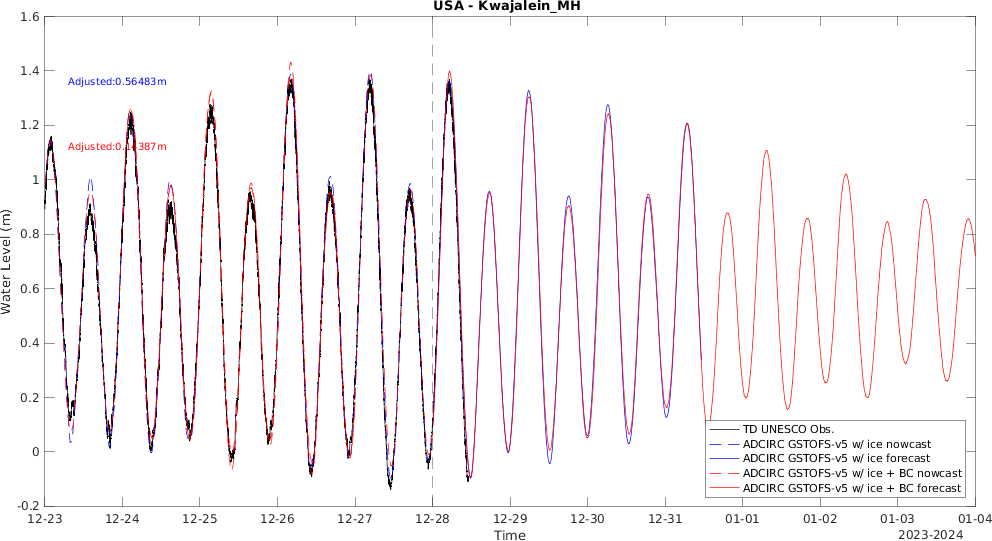 USA - Kwajalein_MH
Water Level (m)
1.6
1.4
1.2
1
0.8
0.6
0.4
0.2
0
-0.2
Adjusted:0.56483m
TD UNESCO Obs.
ADCIRC GSTOFS-v5 w/ ice nowcast
ADCIRC GSTOFS-v5 w/ ice forecast
ADCIRC GSTOFS-v5 w/ ice + BC nowcast
ADCIRC GSTOFS-v5 w/ ice + BC forecast
12-23 12-24 12-25 12-26 12-27 12-28 12-29 12-30 12-31 01-01 01-02 01-03 01-04
Time
2023-2024